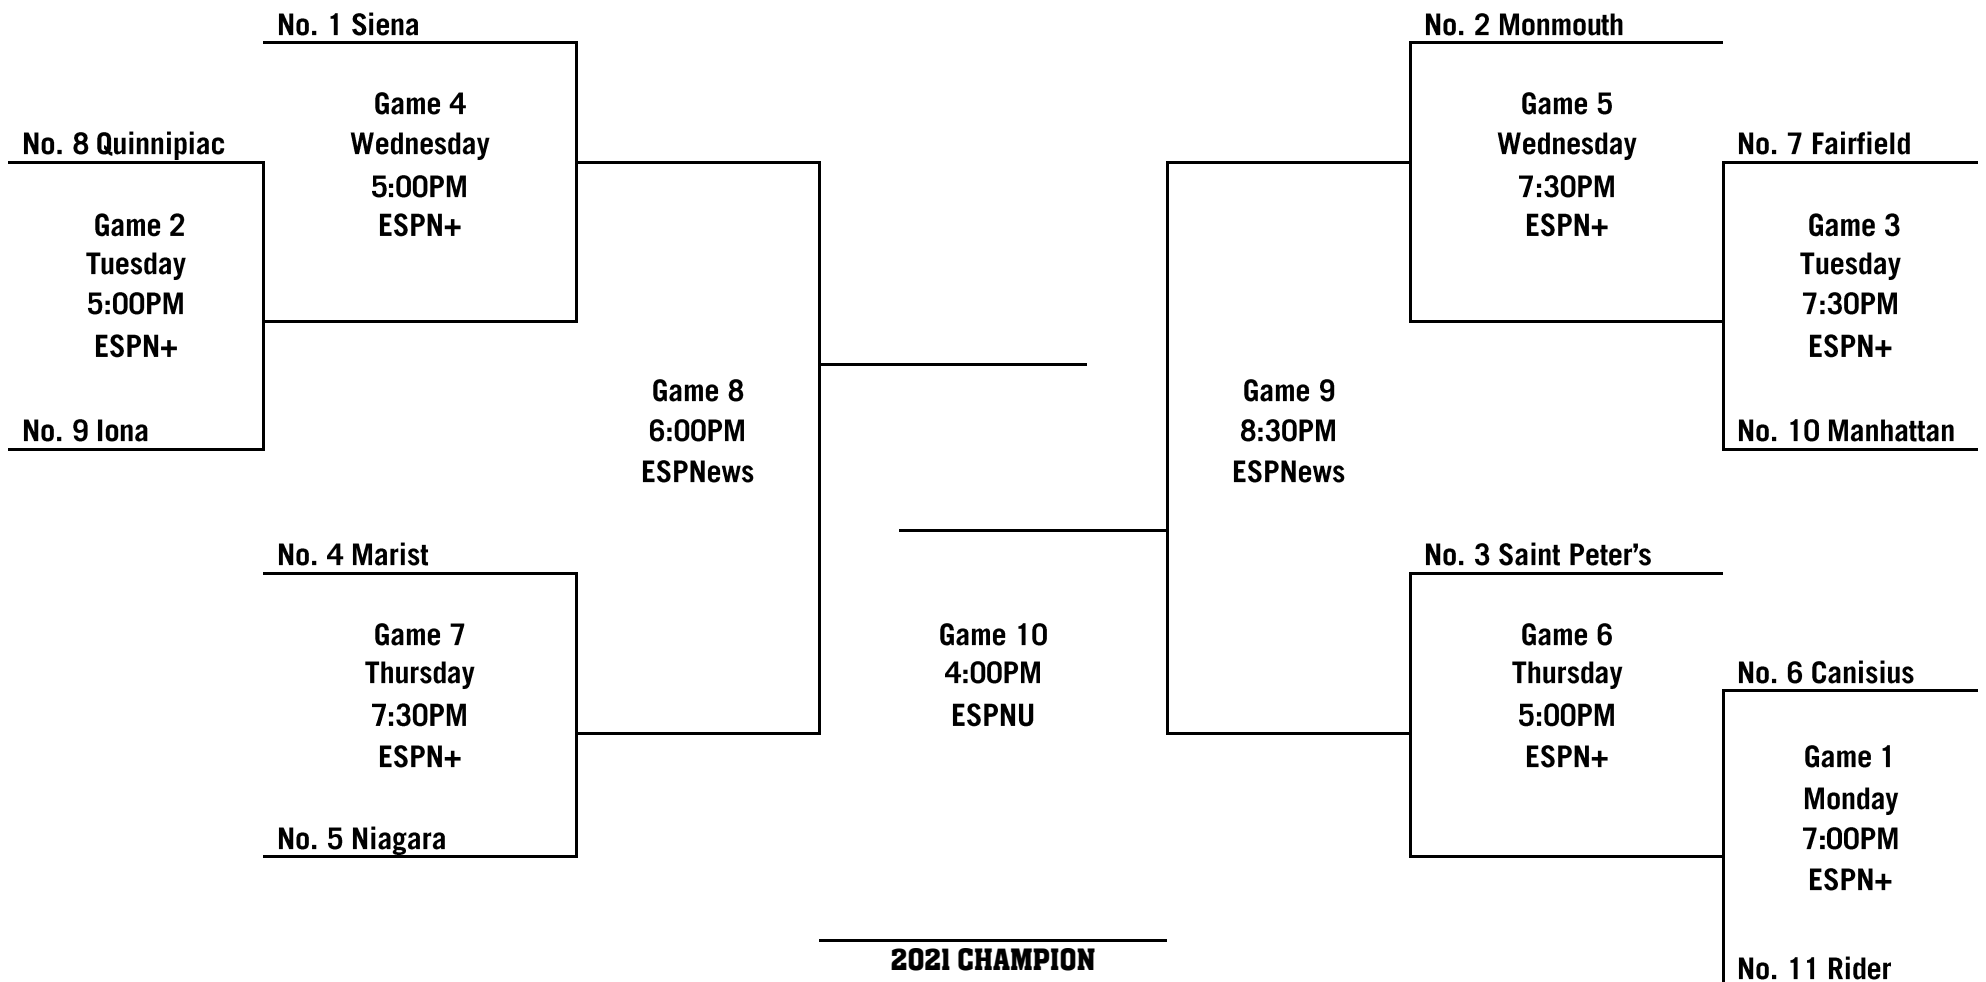 No. 1 Siena
Game 4
Wednesday
5:00PM
ESPN+
No. 8 Quinnipiac
Game 2
Tuesday
5:00PM
ESPN+
No. 9 Iona
Game 8
6:00PM
ESPNews
No. 4 Marist
Game 7
Thursday
7:30PM
ESPN+
No. 5 Niagara
Game 10
4:00PM
ESPNU
2021 CHAMPION
No. 2 Monmouth
Game 5
Wednesday
7:30PM
ESPN+
No. 7 Fairfield
Game 3
Tuesday
7:30PM
ESPN+
No. 10 Manhattan
Game 9
8:30PM
ESPNews
No. 3 Saint Peter’s
Game 6
Thursday
5:00PM
ESPN+
No. 6 Canisius
Game 1
Monday
7:00PM
ESPN+
No. 11 Rider